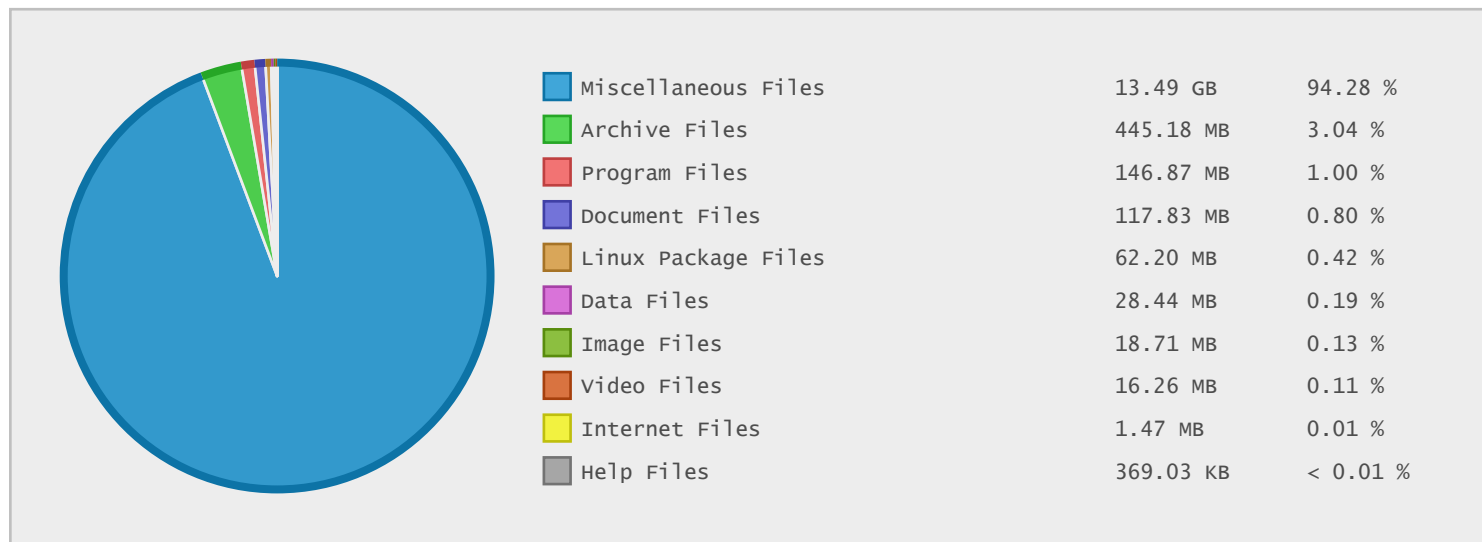 Miscellaneous Files 13.49 GB 94.28 %
Archive Files 445.18 MB 3.04 %
Program Files 146.87 MB 1.00 %
Document Files 117.83 MB 0.80 %
Linux Package Files 62.20 MB 0.42 %
Data Files 28.44 MB 0.19 %
Image Files 18.71 MB 0.13 %
Video Files 16.26 MB 0.11 %
Internet Files 1.47 MB 0.01 %
Help Files 369.03 KB < 0.01 %